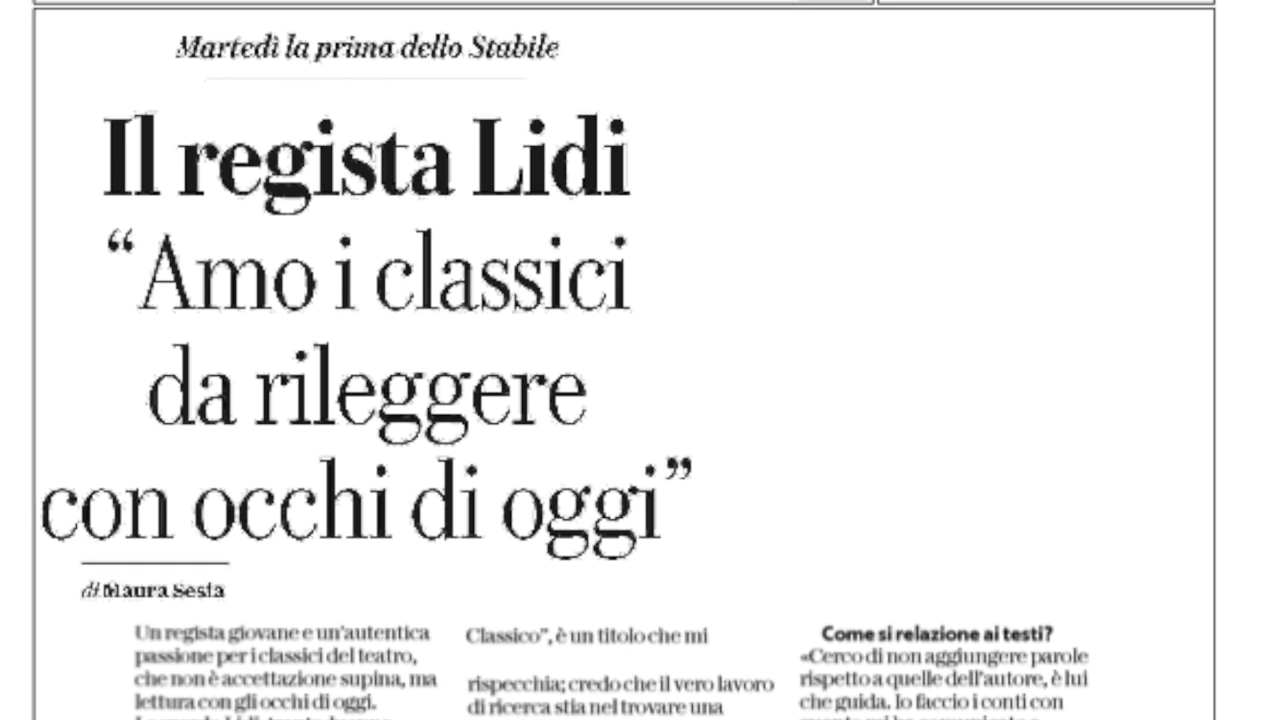 Martedì la prima dello Stabile
Il regista Lidi
“Amo i classici
da rileggere
con occhi di oggi”
di Maura Sesia
Un regista giovane e un'autentica
passione per i classici del teatro,
che non è accettazione supina, ma
lettura con gli occhi di oggi.
Classico”, è un titolo che mi
rispecchia; credo che il vero lavoro
di ricerca stia nel trovare una
Come si relaziona ai testi?
«Cerco di non aggiungere parole
rispetto a quelle dell'autore, è lui
che guida. Io faccio i conti con